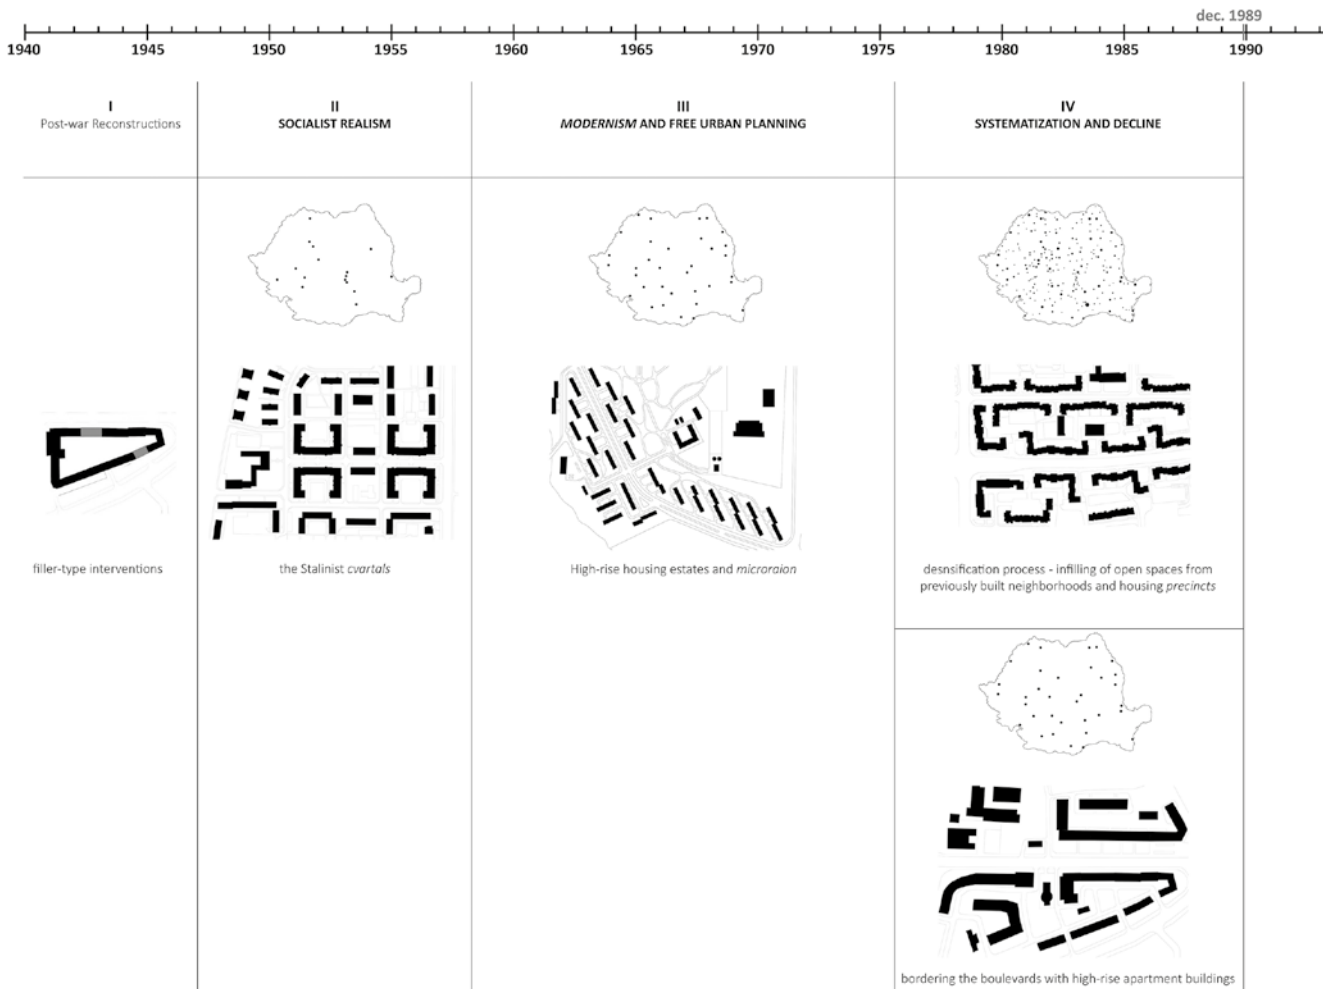 dec. 1989
1940 1945 1950 1955 1960 1965 1970 1975 1980 1985 1990
I
Post-war Reconstructions
II
SOCIALIST REALISM
III
MODERNISM AND FREE URBAN PLANNING
IV
SYSTEMATIZATION AND DECLINE
filler-type interventions
the Stalinist cvartals
High-rise housing estates and microraion
desnsification process - infilling of open spaces from
previously built neighborhoods and housing precincts
bordering the boulevards with high-rise apartment buildings